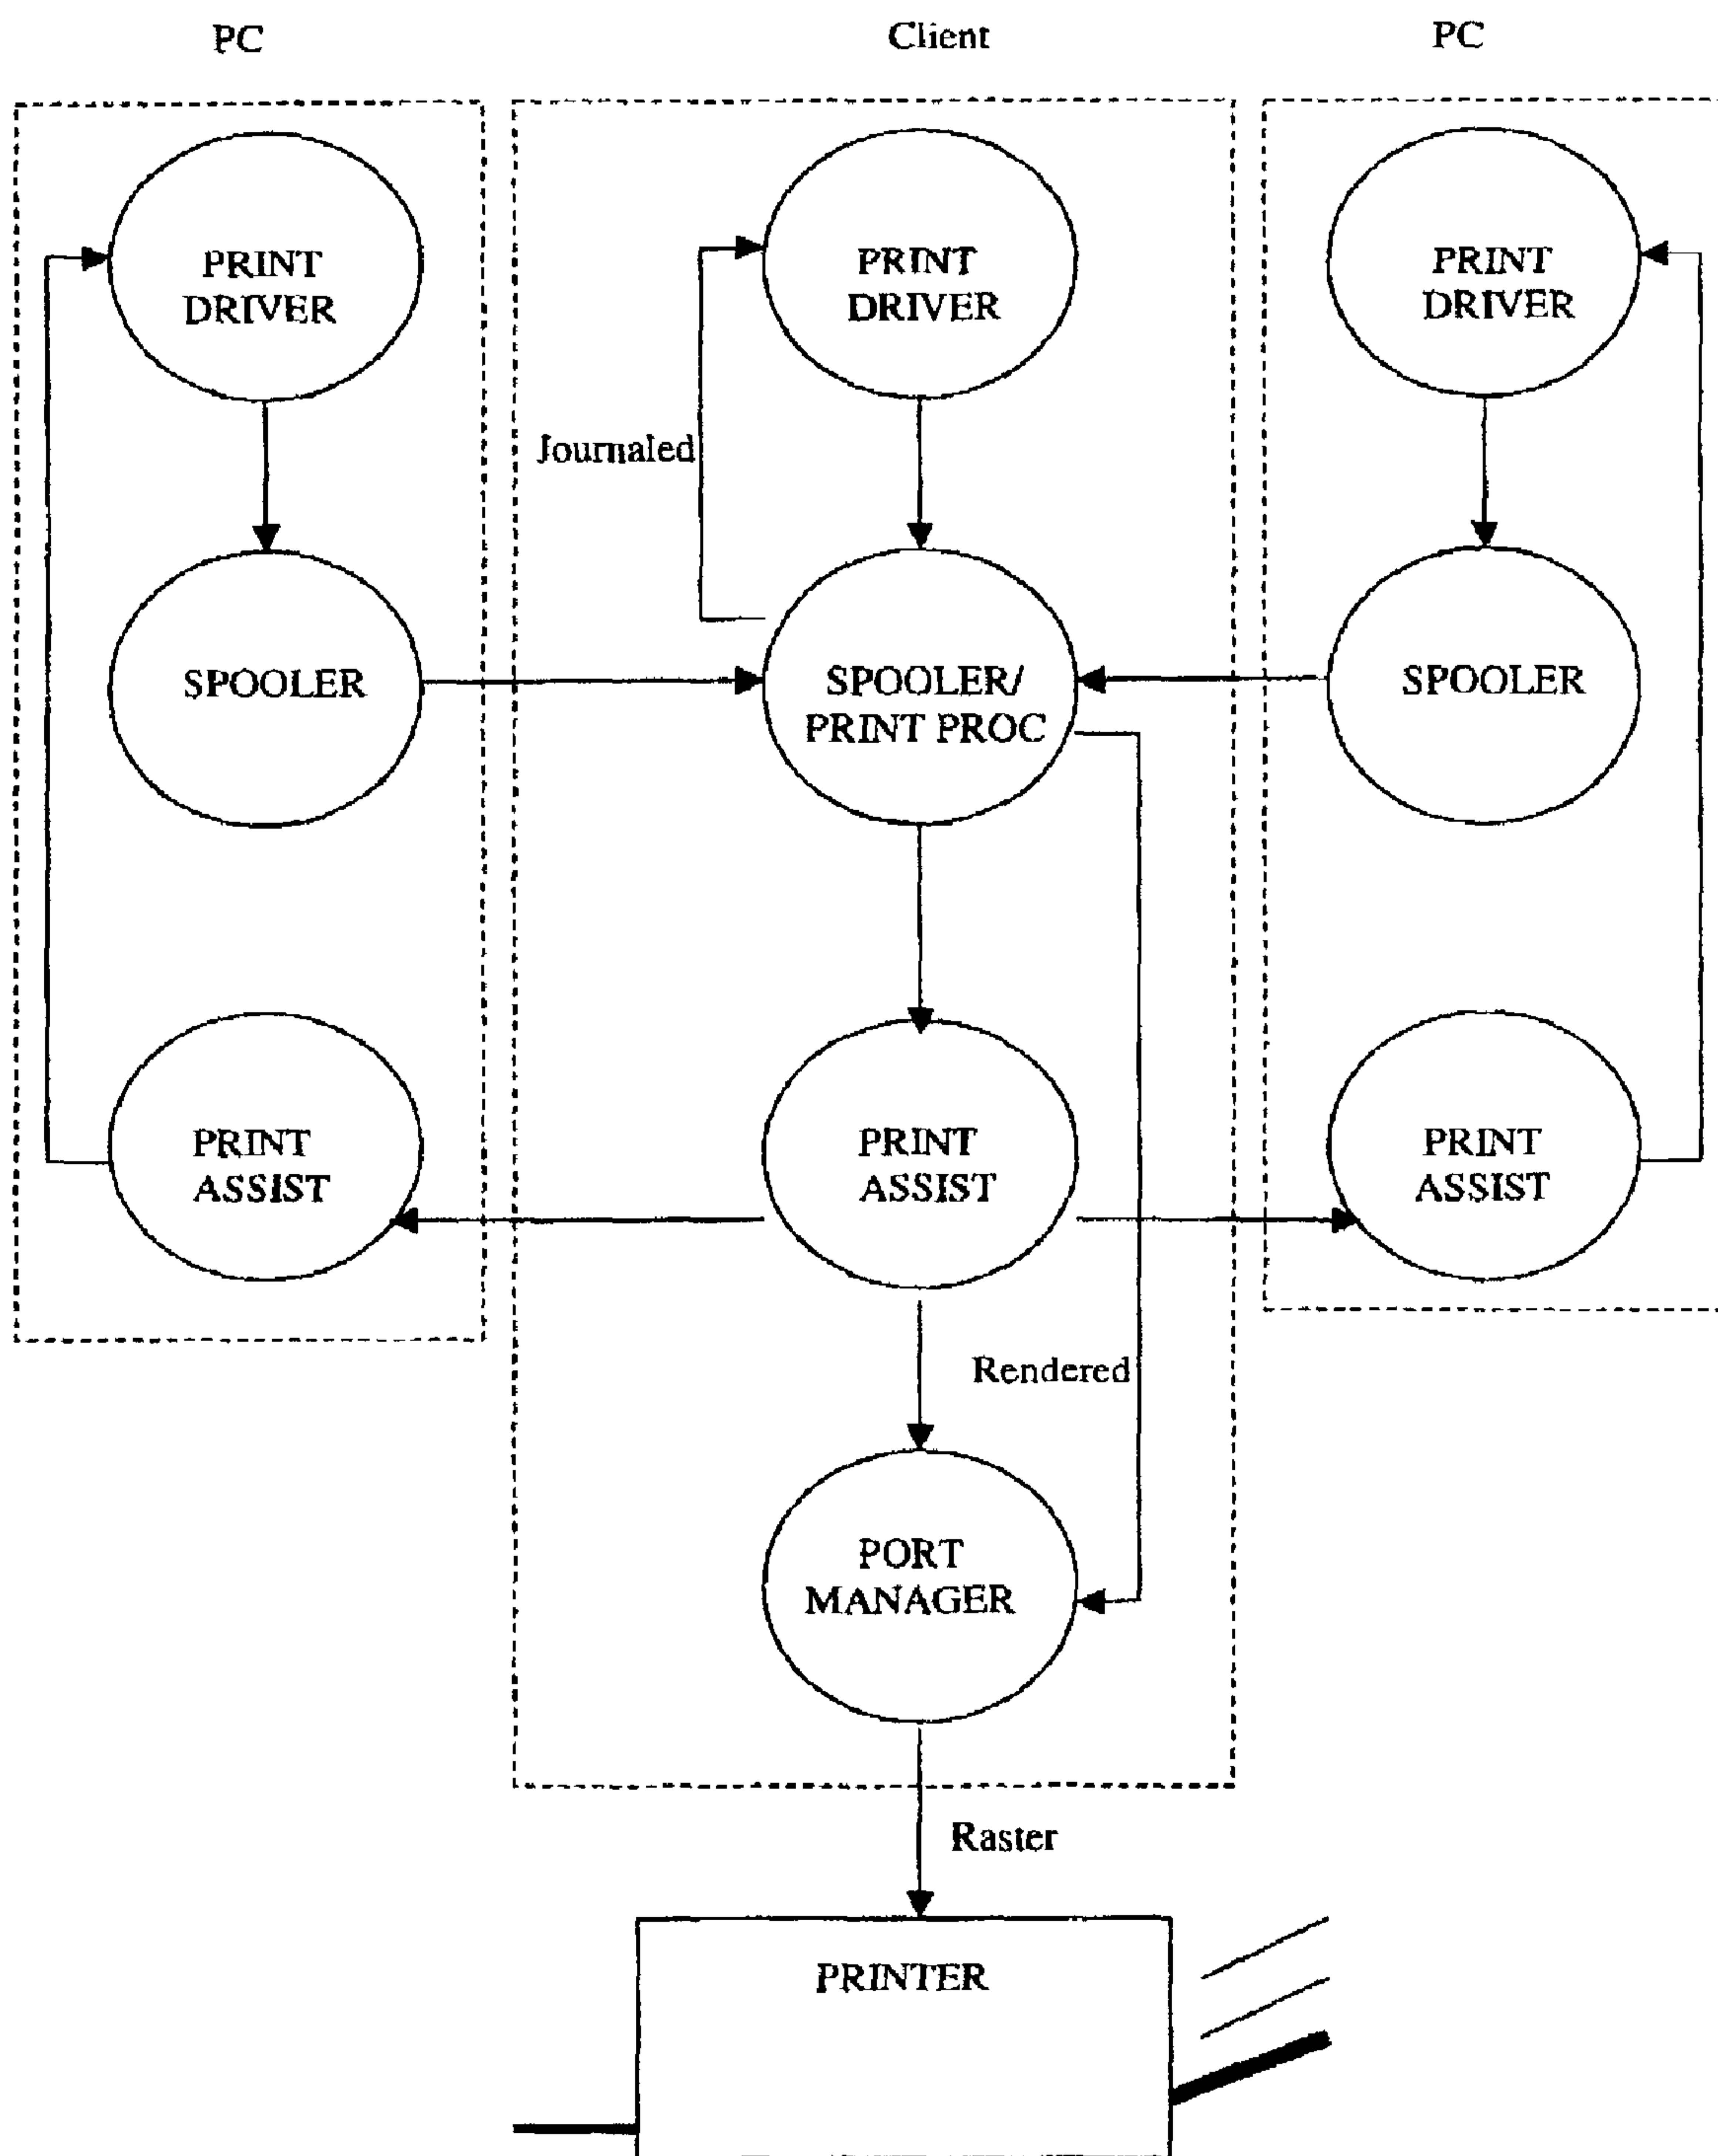 PC
Client
PC
PRINT
DRIVER
PRINT
DRIVER
PRINT
DRIVER
Journaled
SPOOLER
SPOOLER/
PRINT PROC
SPOOLER
PRINT
ASSIST
PRINT
ASSIST
PRINT
ASSIST
Rendered
PORT
MANAGER
Raster
PRINTER